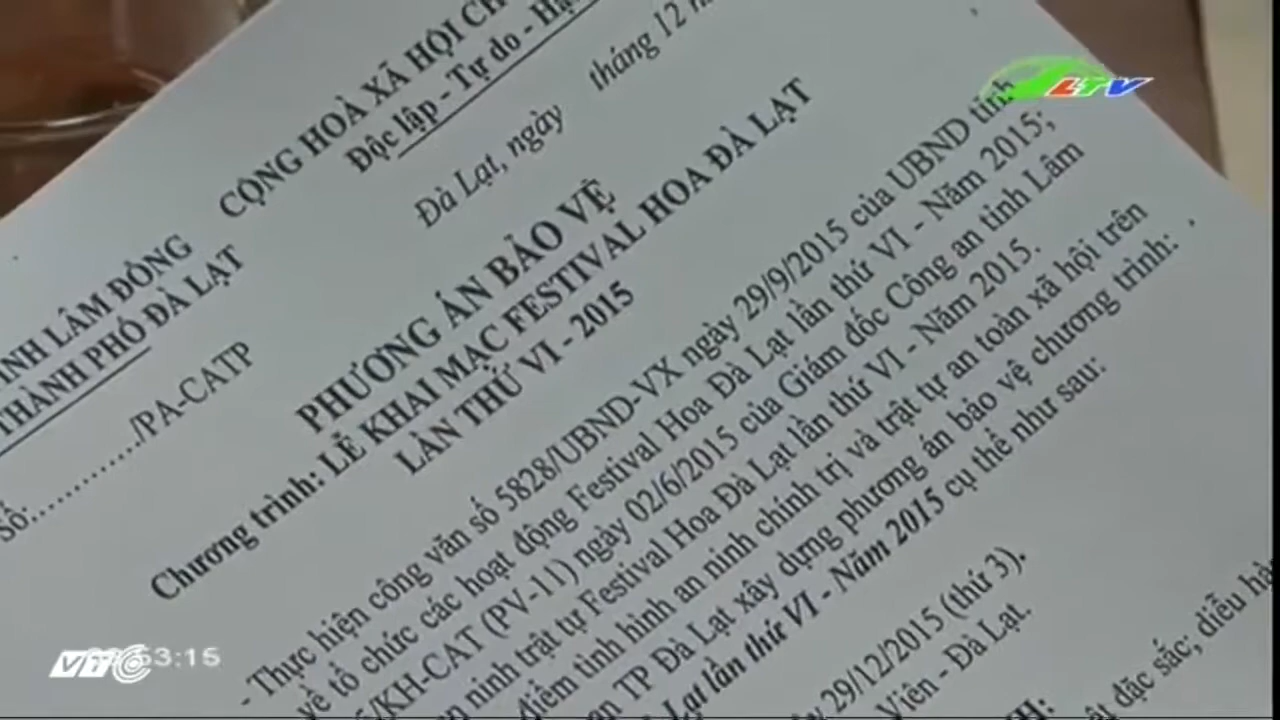 LTV
CỘNG HOÀ XÃ HỘI
Độc lập - Tự do -
Đà Lạt, ngày tháng 12
LÂM ĐỒNG
THÀNH PHỐ ĐÀ LẠT
Số:............/PA-CATP
PHƯƠNG ÁN BẢO VỆ
Chương trình: LỄ KHAI MẠC FESTIVAL HOA ĐÀ LẠT
LẦN THỨ VI - 2015
- Thực hiện công văn số 5828/UBND-VX ngày 29/9/2015 của UBND tỉnh
về tổ chức các hoạt động Festival Hoa Đà Lạt lần thứ VI - Năm 2015;
/KH-CAT (PV-11) ngày 02/6/2015 của Giám đốc Công an tỉnh Lâm
ninh trật tự Festival Hoa Đà Lạt lần thứ VI - Năm 2015.
điểm tình hình an ninh chính trị và trật tự an toàn xã hội trên
an TP Đà Lạt xây dựng phương án bảo vệ chương trình:
Lạt lần thứ VI - Năm 2015 cụ thể như sau:
29/12/2015 (thứ 3).
Viên - Đà Lạt.
đặc sắc; diễu
VTC
53:15